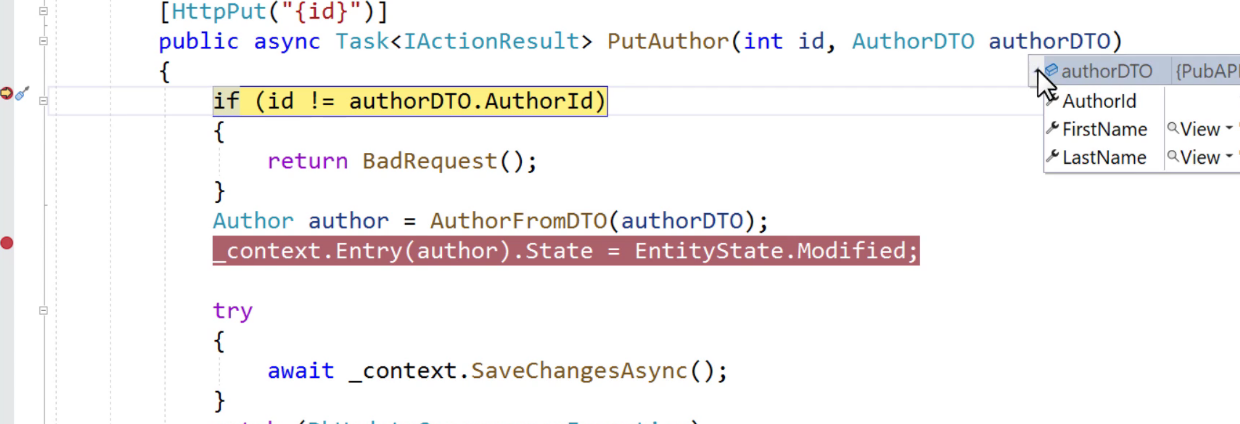 [HttpPut("{id}")]
public async Task<IActionResult> PutAuthor(int id, AuthorDTO authorDTO)
{
authorDTO {PubAPI
if (id != authorDTO.AuthorId)
AuthorId
{
FirstName View
return BadRequest();
LastName View
}
Author author = AuthorFromDTO(authorDTO);
_context.Entry(author).State = EntityState.Modified;
try
{
await _context.SaveChangesAsync();
}